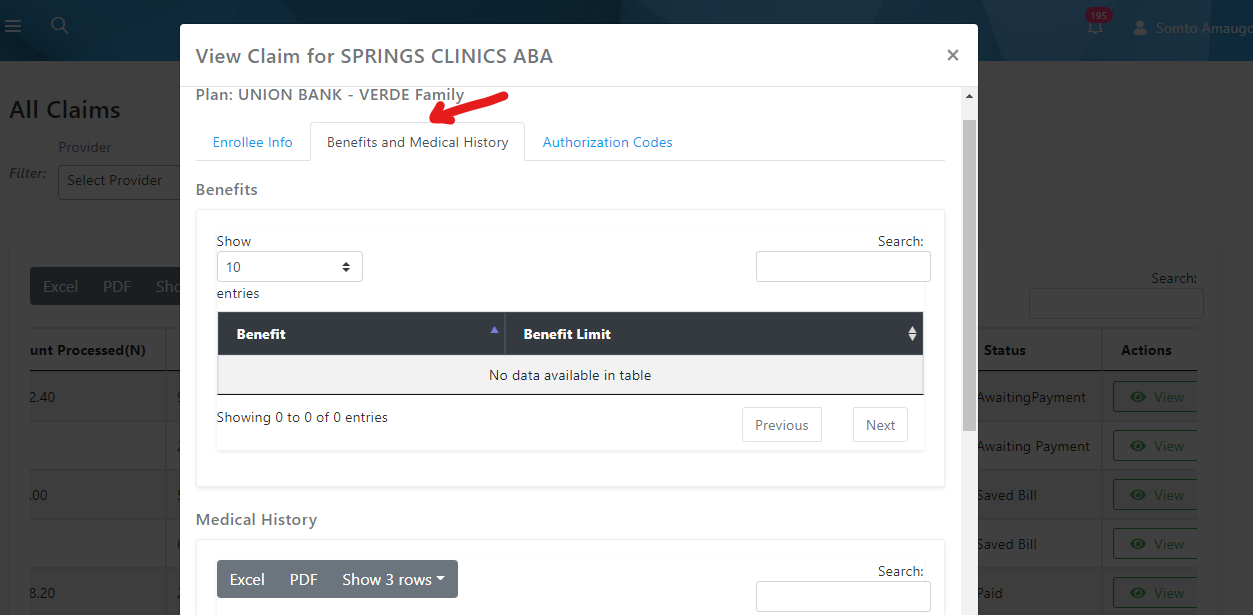 195
Somto Amaugo
View Claim for SPRINGS CLINICS ABA
×
Plan: UNION BANK - VERDE Family
All Claims
Provider
Filter:
Select Provider
Enrollee Info
Benefits and Medical History
Authorization Codes
Benefits
Show
10
entries
Search:
Benefit
Benefit Limit
No data available in table
Showing 0 to 0 of 0 entries
Previous
Next
Medical History
Excel
PDF
Show 3 rows
Search:
Excel
PDF
Sho
Search:
unt Processed(N)
Status
Actions
2.40
AwaitingPayment
View
Awaiting Payment
View
.00
Saved Bill
View
Saved Bill
View
8.20
Paid
View